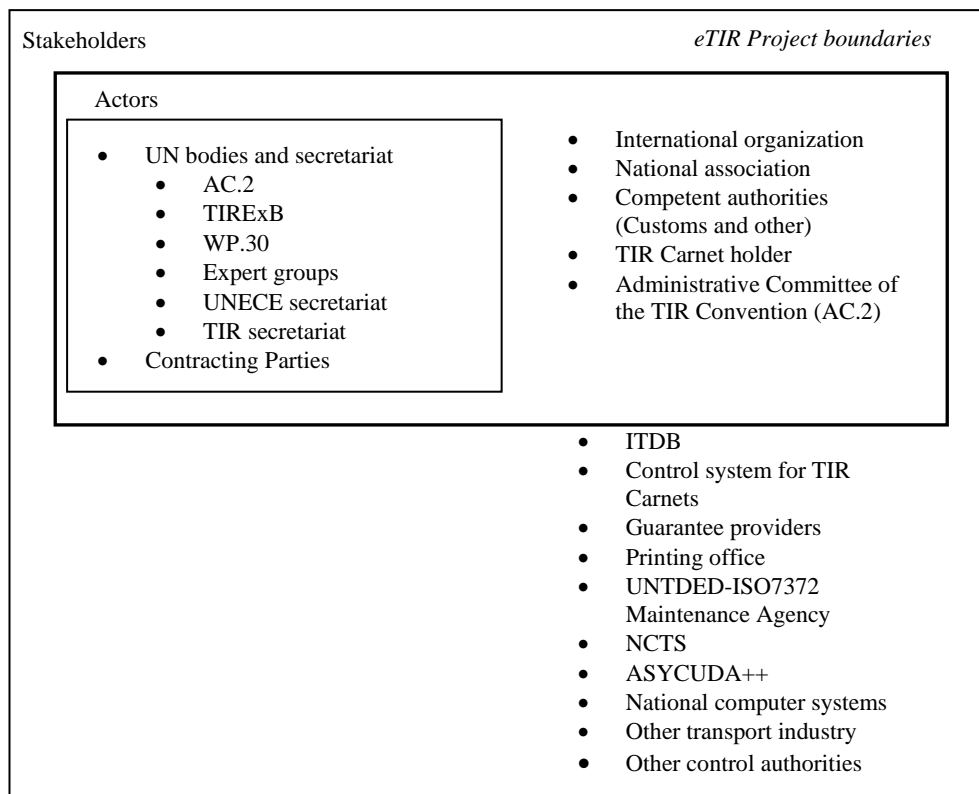 Stakeholders
eTIR Project boundaries
Actors
• UN bodies and secretariat
• AC.2
• TIRExB
• WP.30
• Expert groups
• UNECE secretariat
• TIR secretariat
• Contracting Parties
• International organization
• National association
• Competent authorities
(Customs and other)
• TIR Carnet holder
• Administrative Committee of
the TIR Convention (AC.2)
• ITDB
• Control system for TIR
Carnets
• Guarantee providers
• Printing office
• UNTDED-ISO7372
Maintenance Agency
• NCTS
• ASYCUDA++
• National computer systems
• Other transport industry
• Other control authorities